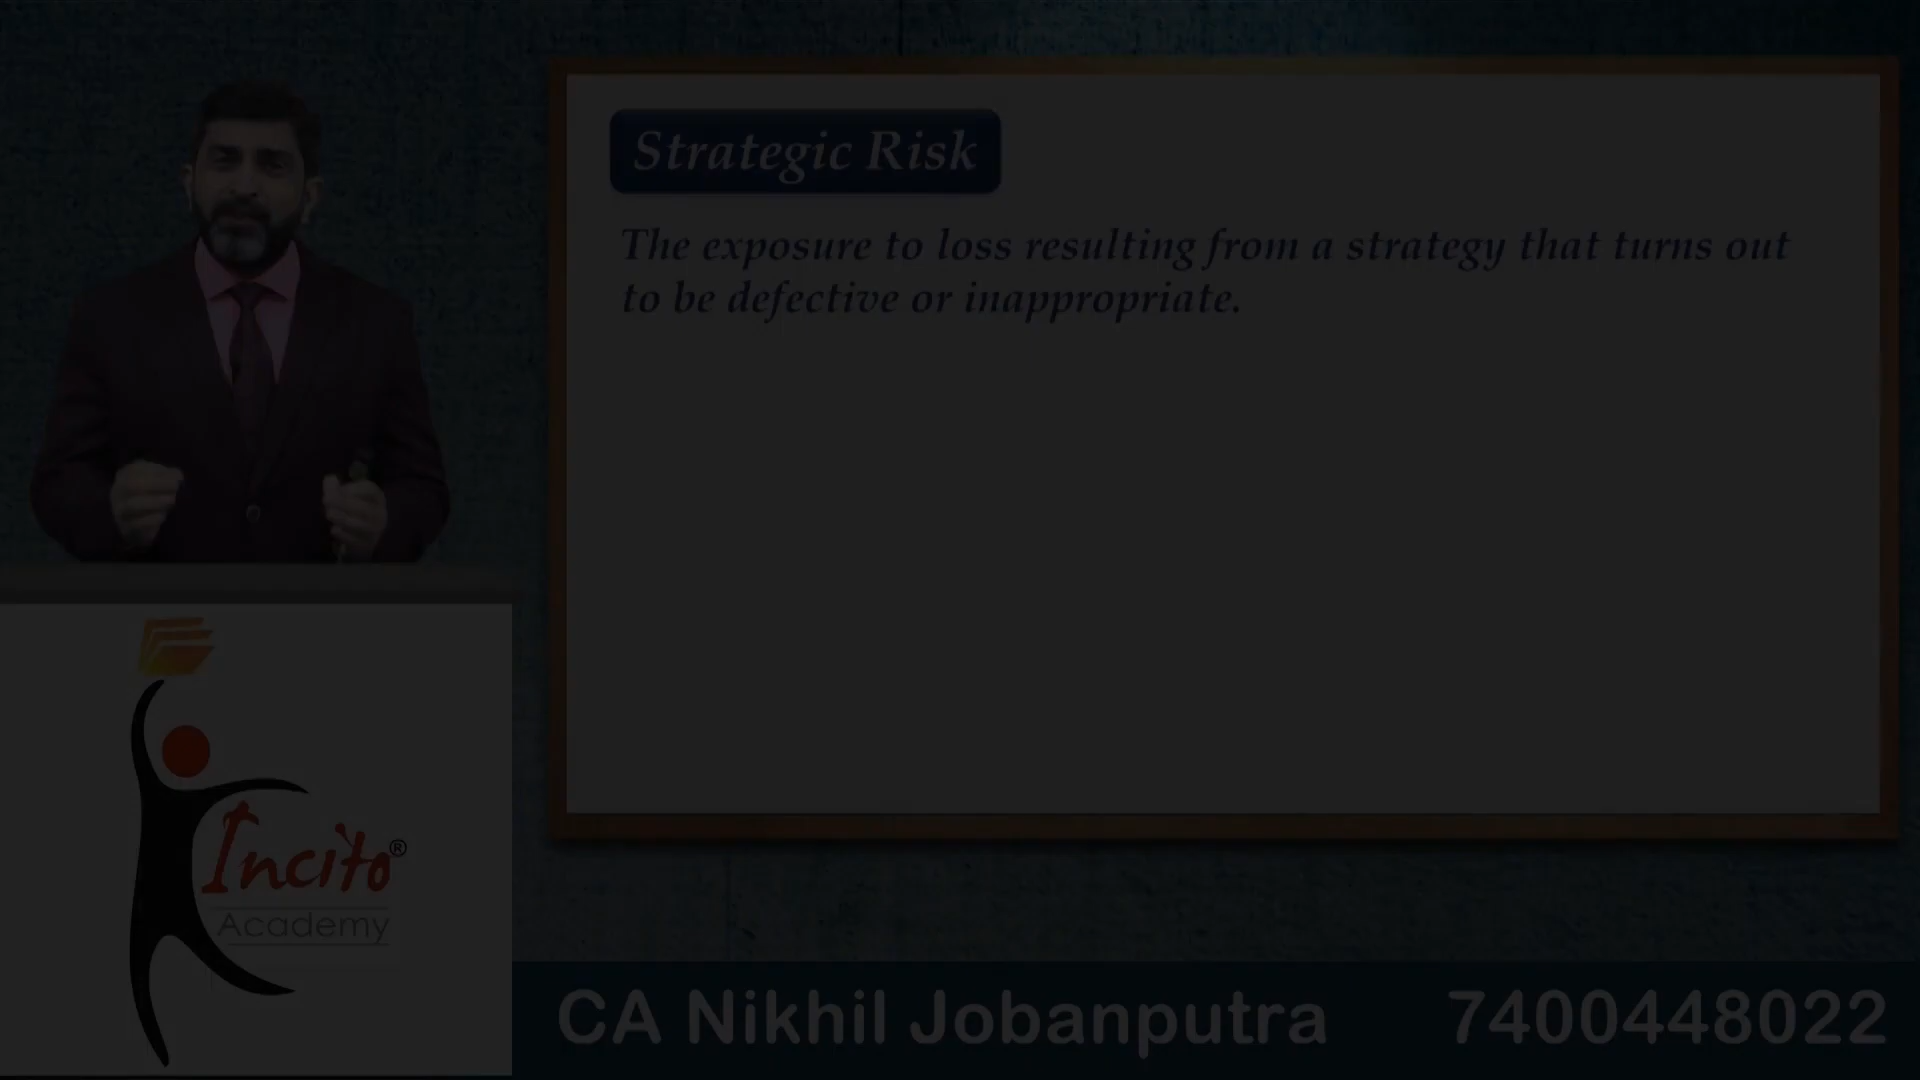 Strategic Risk
The exposure to loss resulting from a strategy that turns out
to be defective or inappropriate.
Incito®
Academy
CA Nikhil Jobanputra 7400448022